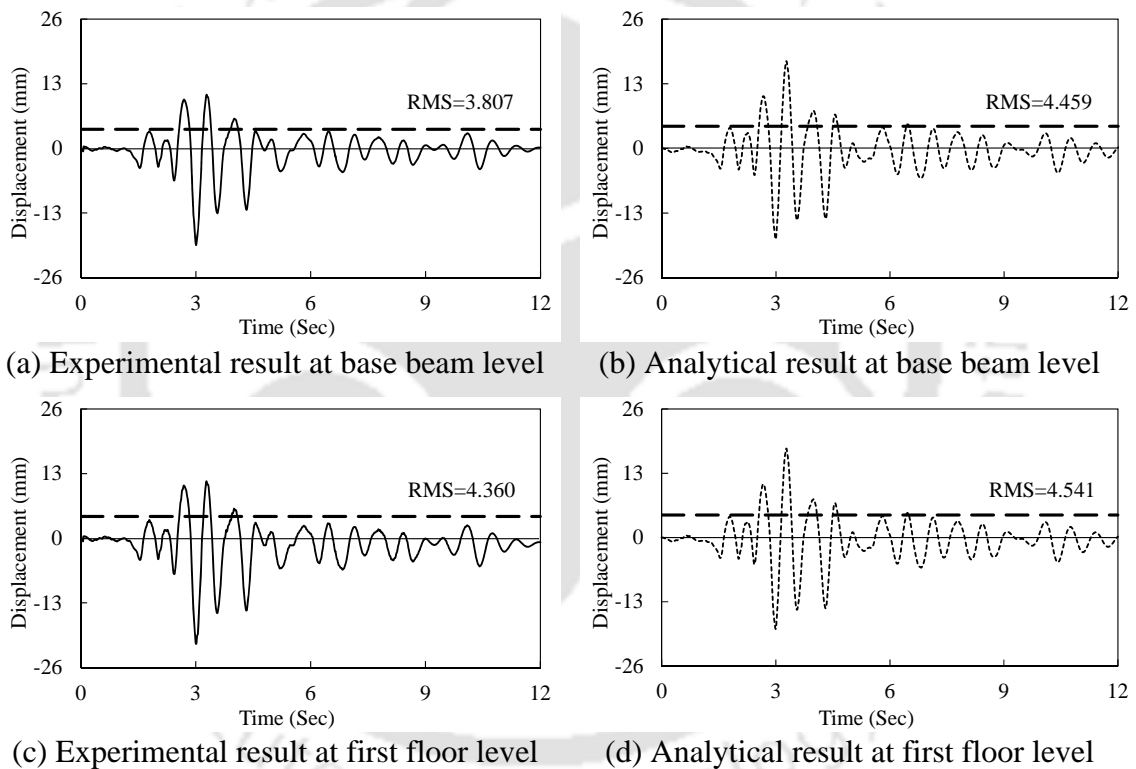 26
13
0
-13
-26
Displacement (mm)
RMS=3.807
0 3 6 9 12
Time (Sec)
(a) Experimental result at base beam level
26
13
0
-13
-26
Displacement (mm)
RMS=4.459
0 3 6 9 12
Time (Sec)
(b) Analytical result at base beam level
26
13
0
-13
-26
Displacement (mm)
RMS=4.360
0 3 6 9 12
Time (Sec)
(c) Experimental result at first floor level
26
13
0
-13
-26
Displacement (mm)
RMS=4.541
0 3 6 9 12
Time (Sec)
(d) Analytical result at first floor level